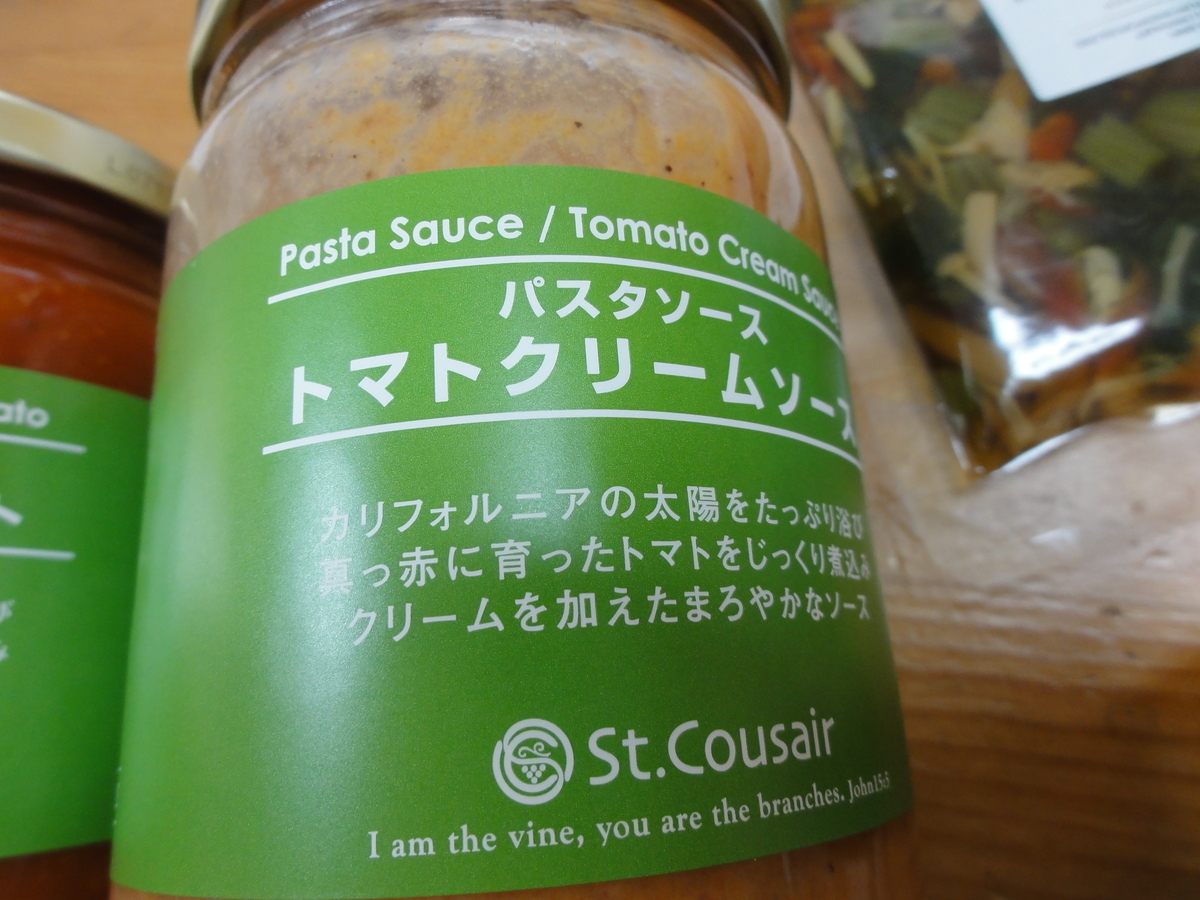 Pasta Sauce / Tomato Cream Sauce
パスタソース
トマトクリームソース
カリフォルニアの太陽をたっぷり浴び
真っ赤に育ったトマトをじっくり煮込み
クリームを加えたまろやかなソース
St.Cousair
I am the vine, you are the branches. John15:5
ato
ト